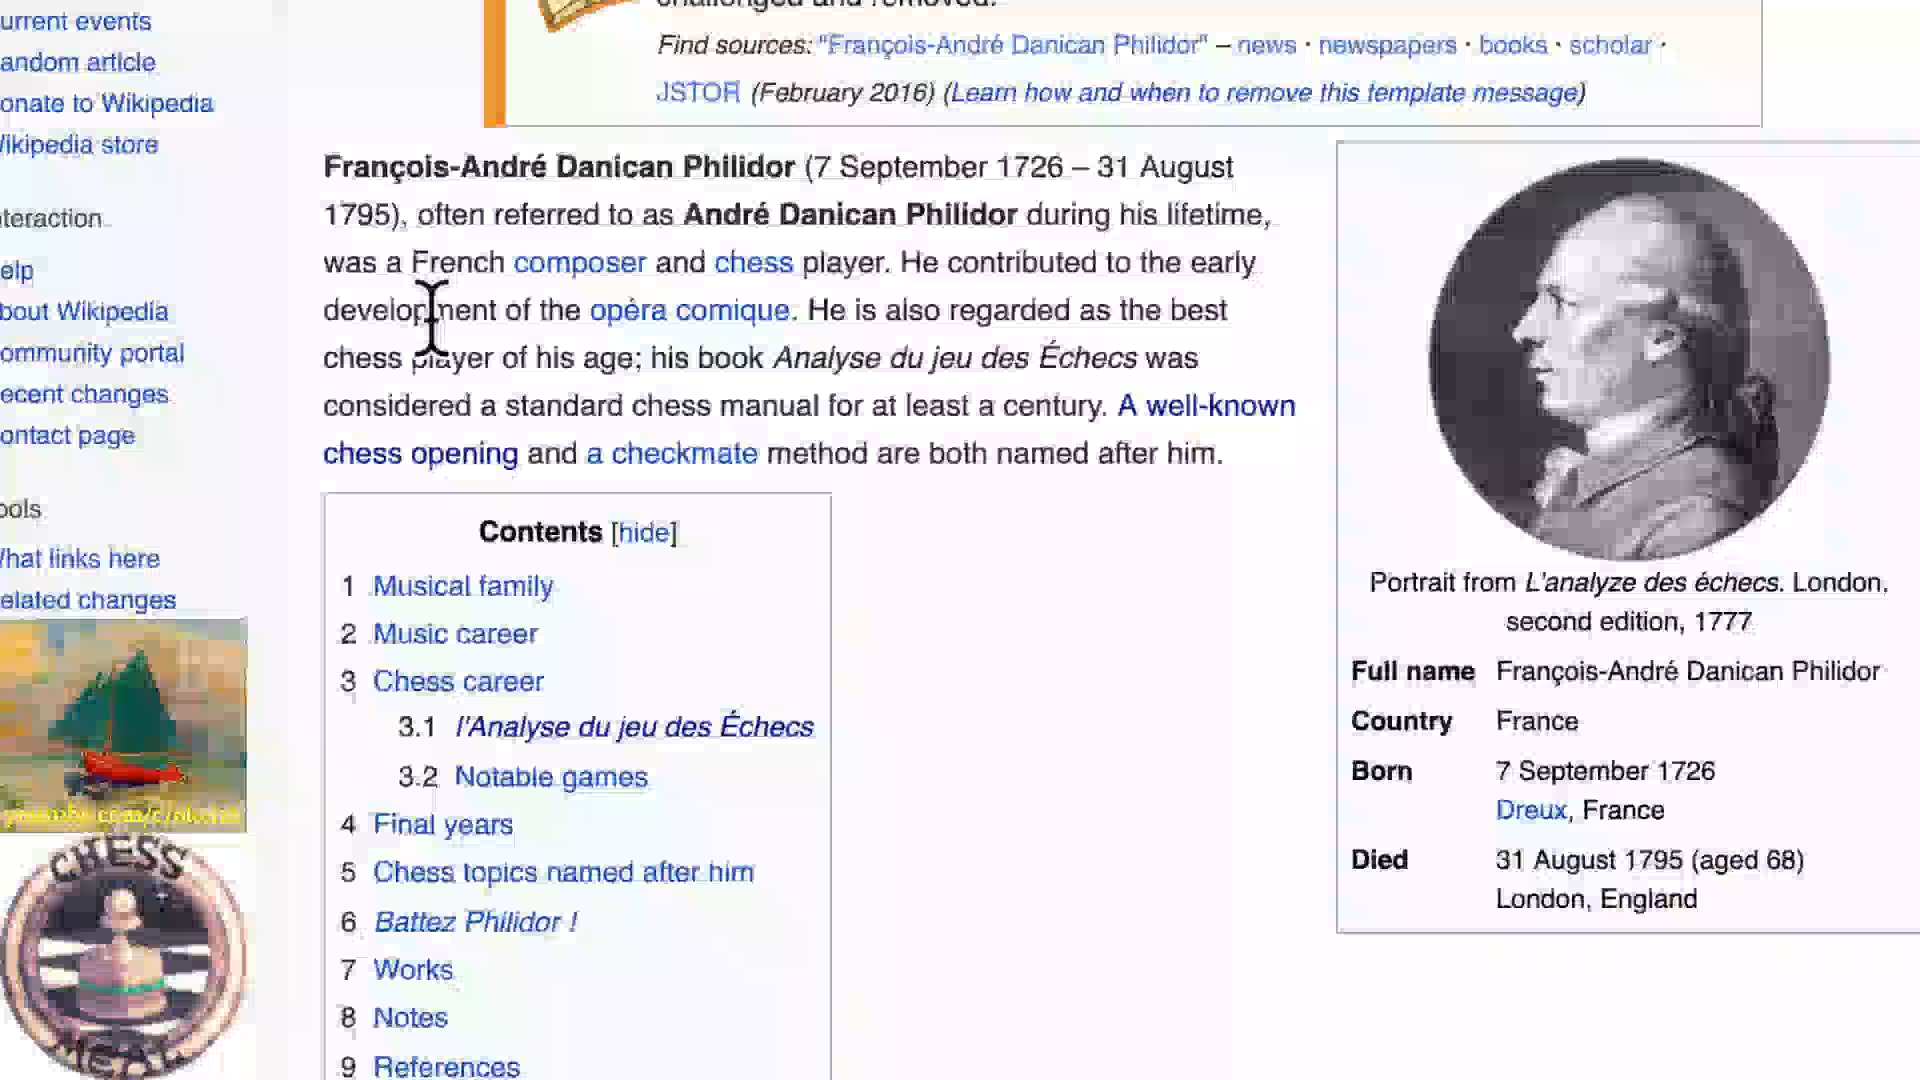 urrent events
andom article
onate to Wikipedia
ikipedia store
nteraction
elp
bout Wikipedia
ommunity portal
ecent changes
ontact page
ools
hat links here
elated changes
CHESS
MEAL
challenged and removed.
Find sources: "François-André Danican Philidor" – news · newspapers · books · scholar ·
JSTOR (February 2016) (Learn how and when to remove this template message)
François-André Danican Philidor (7 September 1726 – 31 August
1795), often referred to as André Danican Philidor during his lifetime,
was a French composer and chess player. He contributed to the early
development of the opéra comique. He is also regarded as the best
chess player of his age; his book Analyse du jeu des Échecs was
considered a standard chess manual for at least a century. A well-known
chess opening and a checkmate method are both named after him.
Contents [hide]
1 Musical family
2 Music career
3 Chess career
3.1 l'Analyse du jeu des Échecs
3.2 Notable games
4 Final years
5 Chess topics named after him
6 Battez Philidor !
7 Works
8 Notes
9 References
Portrait from L'analyze des échecs. London,
second edition, 1777
Full name François-André Danican Philidor
Country France
Born 7 September 1726
Dreux, France
Died 31 August 1795 (aged 68)
London, England